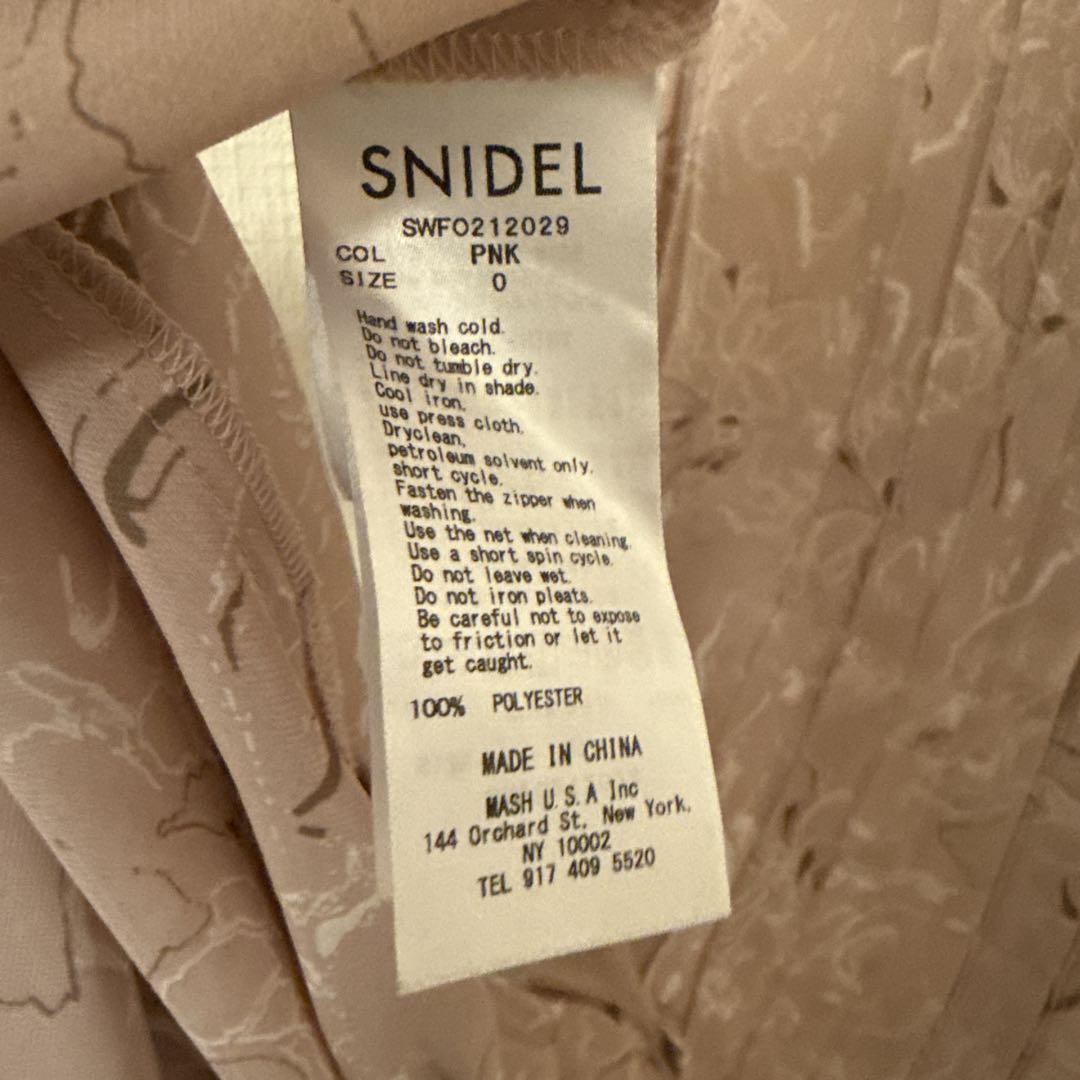 SNIDEL
SWFO212029
COL PNK
SIZE 0
Hand wash cold.
Do not bleach.
Do not tumble dry.
Line dry in shade.
Cool iron,
use press cloth.
Dryclean,
petroleum solvent only,
short cycle.
Fasten the zipper when
washing.
Use the net when cleaning.
Use a short spin cycle.
Do not leave wet.
Do not iron pleats.
Be careful not to expose
to friction or let it
get caught.
100% POLYESTER
MADE IN CHINA
MASH U.S.A Inc
144 Orchard St, New York,
NY 10002
TEL 917 409 5520